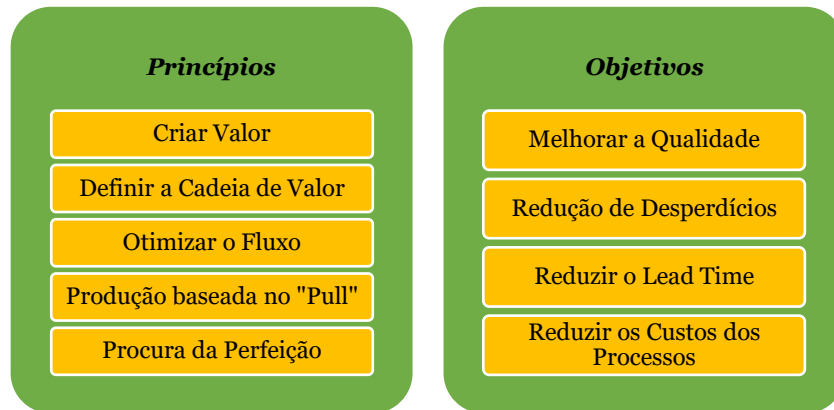 Princípios
Criar Valor
Definir a Cadeia de Valor
Otimizar o Fluxo
Produção baseada no "Pull"
Procura da Perfeição
Objetivos
Melhorar a Qualidade
Redução de Desperdícios
Reduzir o Lead Time
Reduzir os Custos dos
Processos